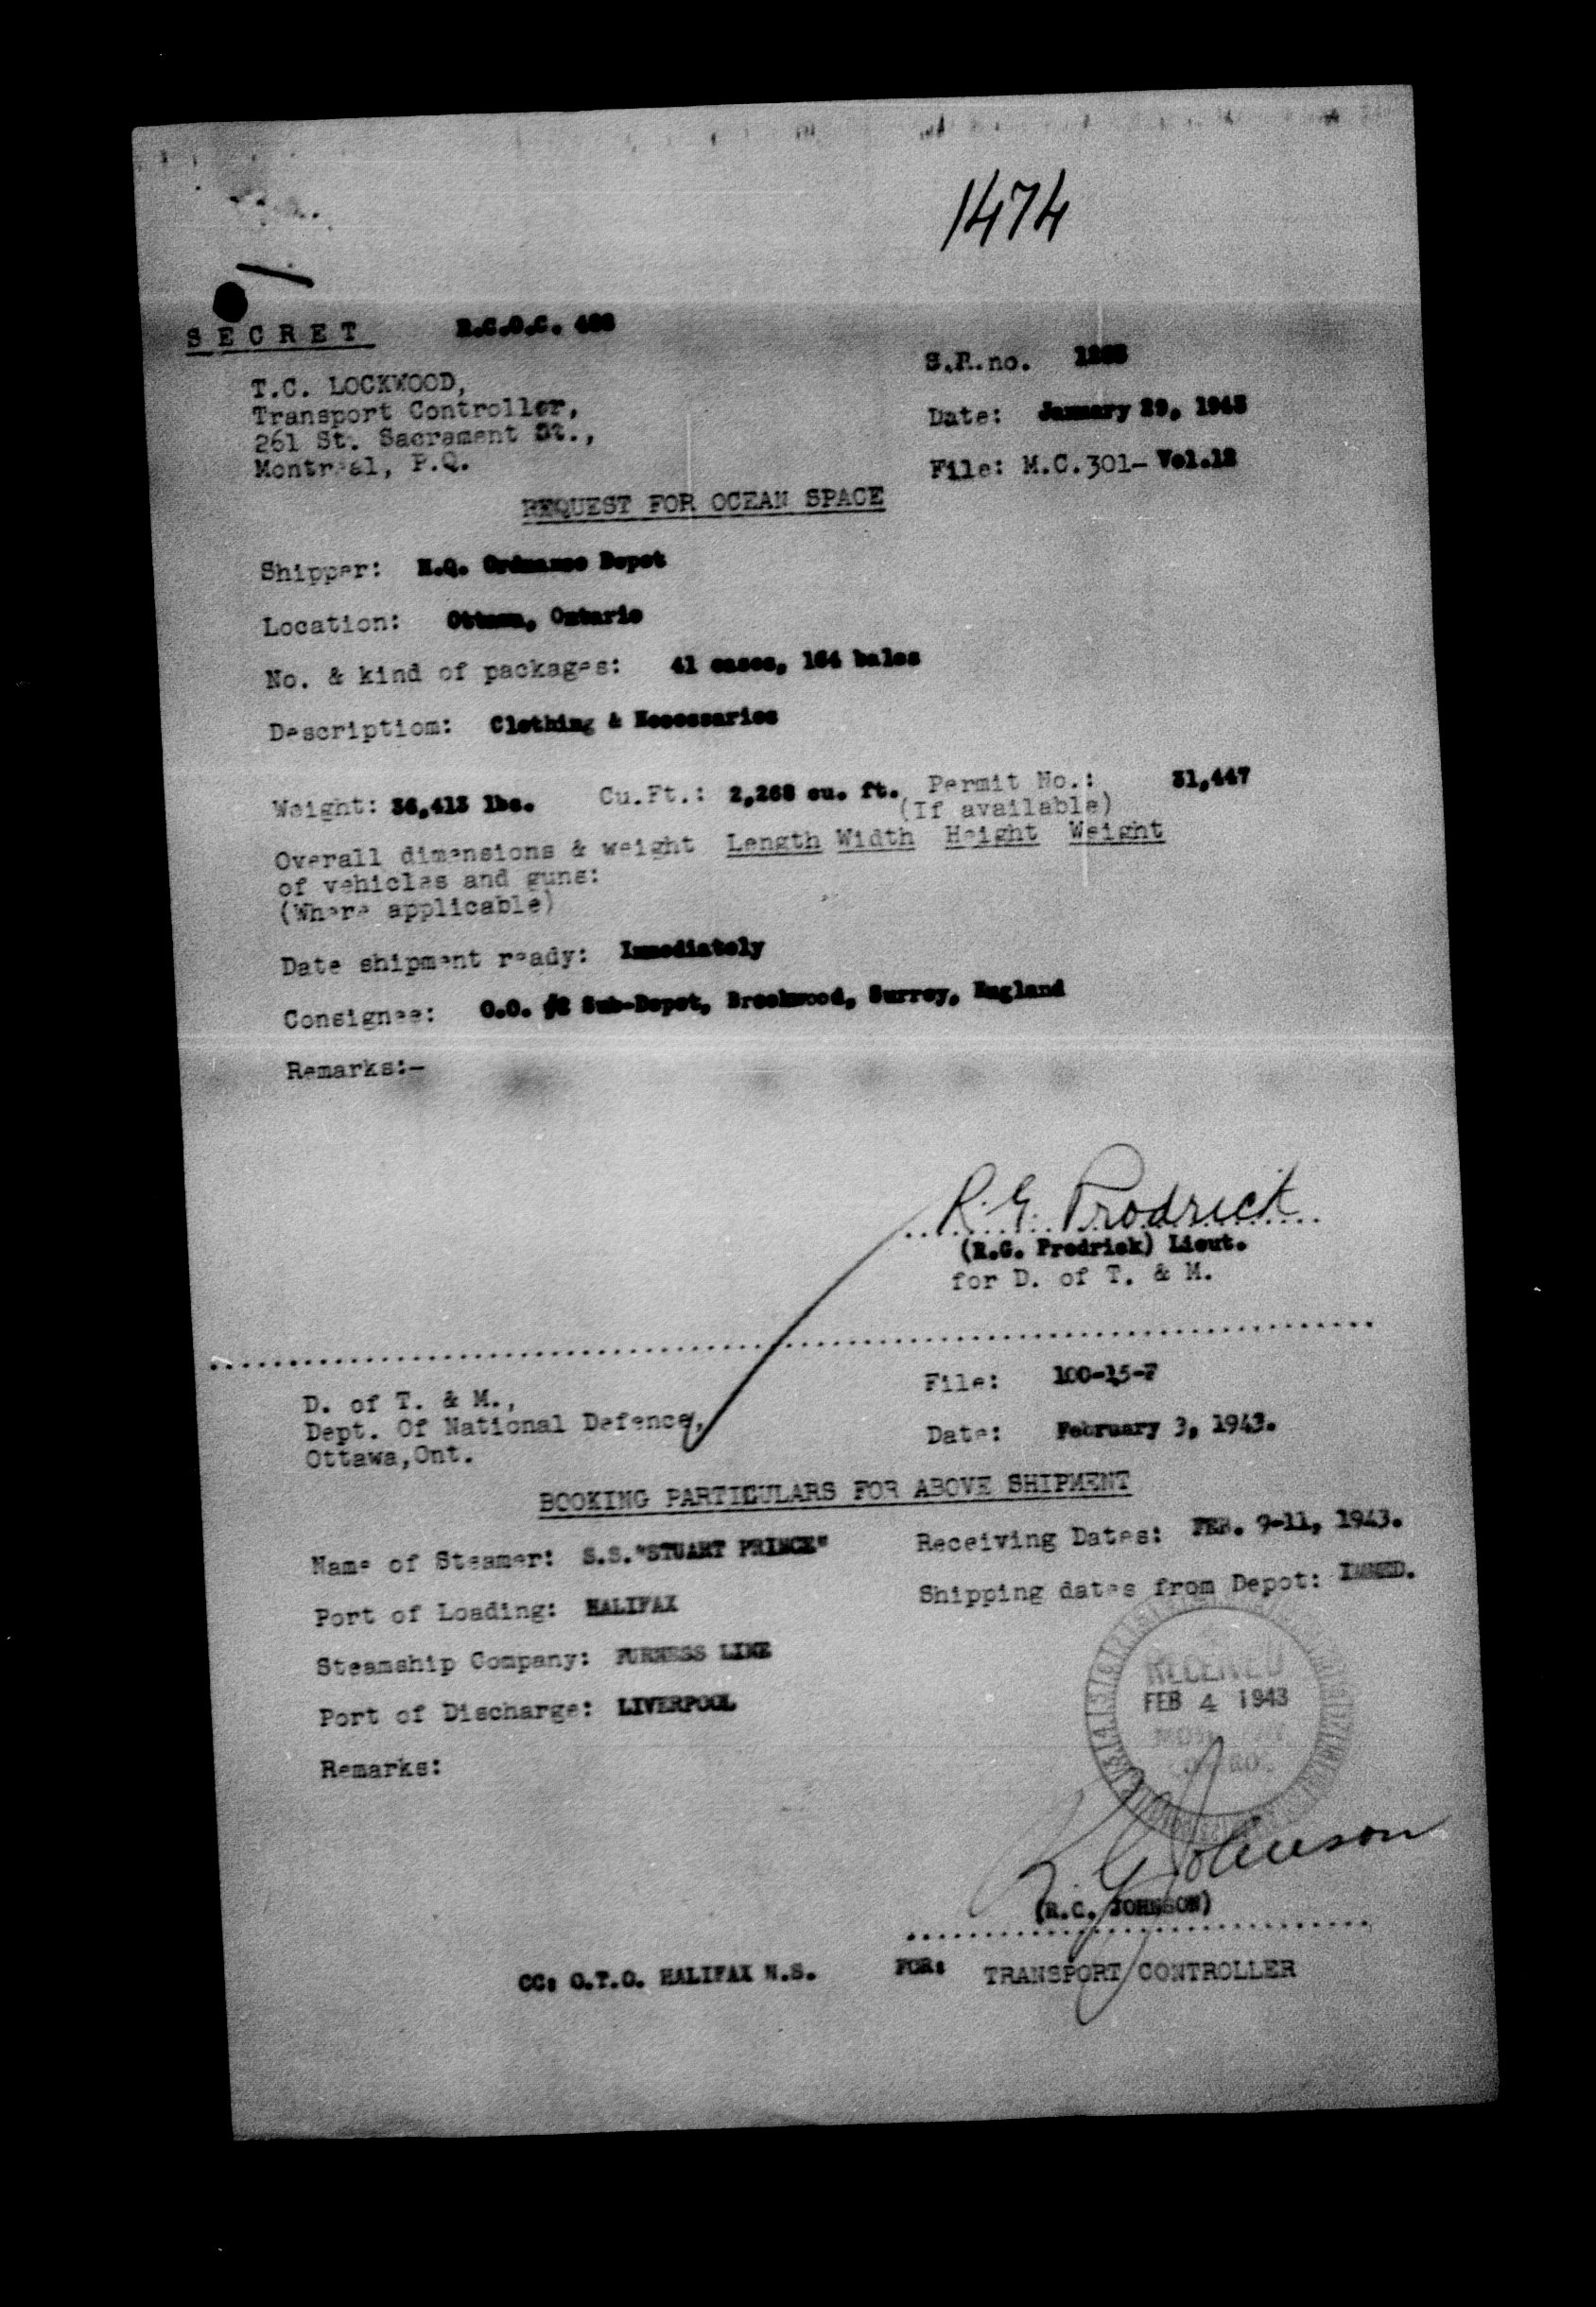 1474
SECRET R.C.O.C. 488
S.R.no.
T.C. LOCKWOOD,
Transport Controller,
Date: January 29, 1943
261 St. Sacrament St.,
Montreal, P.Q.
File: M.C.301- Vol.12
REQUEST FOR OCEAN SPACE
Shipper: H.Q. Ordnance Depot
Location: Ottawa, Ontario
No. & kind of packages: 41 cases, 164 bales
Descriptiom: Clothing & Necessaries
Weight: 36,413 lbs. Cu.Ft.: 2,268 cu. ft. Permit No.: 31,447
(If available)
Overall dimensions & weight Length Width Height Weight
of vehicles and guns:
(Where applicable)
Date shipment ready: Immediately
Consignee: O.O. #2 Sub-Depot, Brookwood, Surrey, England
Remarks:-
R.G. Prodrick
(R.G. Prodrick) Lieut.
for D. of T. & M.
D. of T. & M.,
File: 100-15-F
Dept. Of National Defence,
Date: February 3, 1943.
Ottawa,Ont.
BOOKING PARTICULARS FOR ABOVE SHIPMENT
Name of Steamer: S.S."STUART PRINCE" Receiving Dates: FEB. 9-11, 1943.
Port of Loading: HALIFAX Shipping dates from Depot: IMMED.
Steamship Company: FURNESS LINE
Port of Discharge: LIVERPOOL
RECEIVED
FEB 4 1943
Remarks:
R G Johnson
(R.C. JOHNSON)
CC: O.T.O. HALIFAX N.S. FOR: TRANSPORT CONTROLLER